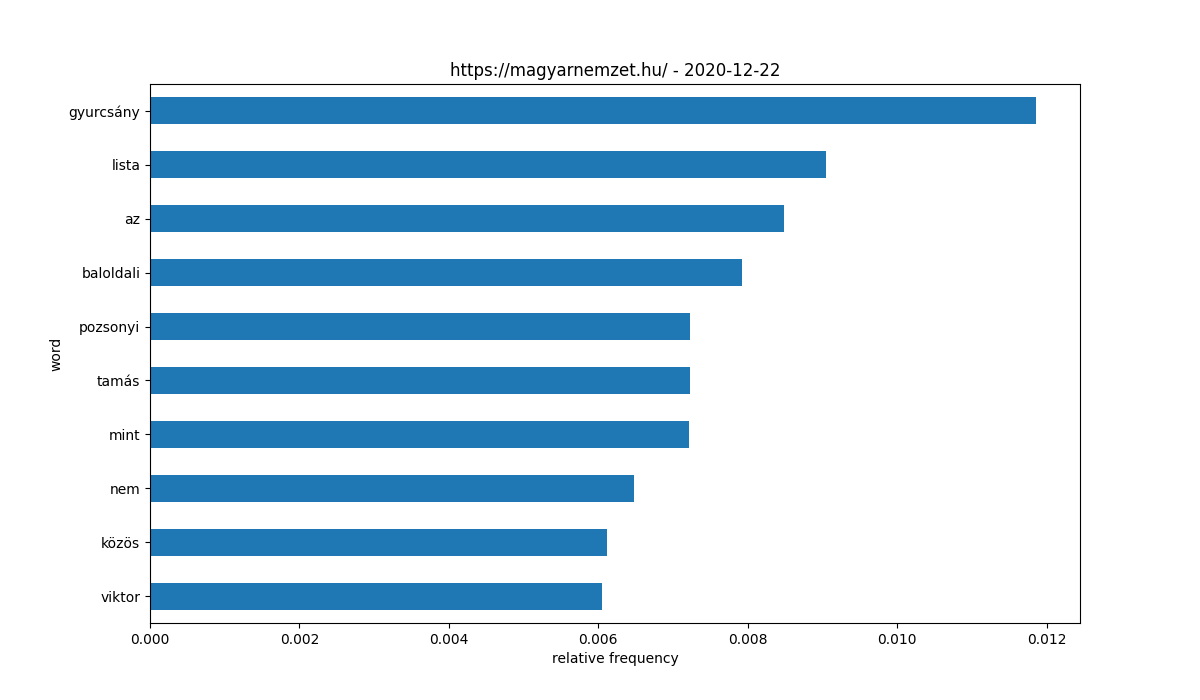 https://magyarnemzet.hu/ - 2020-12-22
gyurcsány
lista
az
baloldali
pozsonyi
tamás
mint
nem
közös
viktor
word
0.000 0.002 0.004 0.006 0.008 0.010 0.012
relative frequency